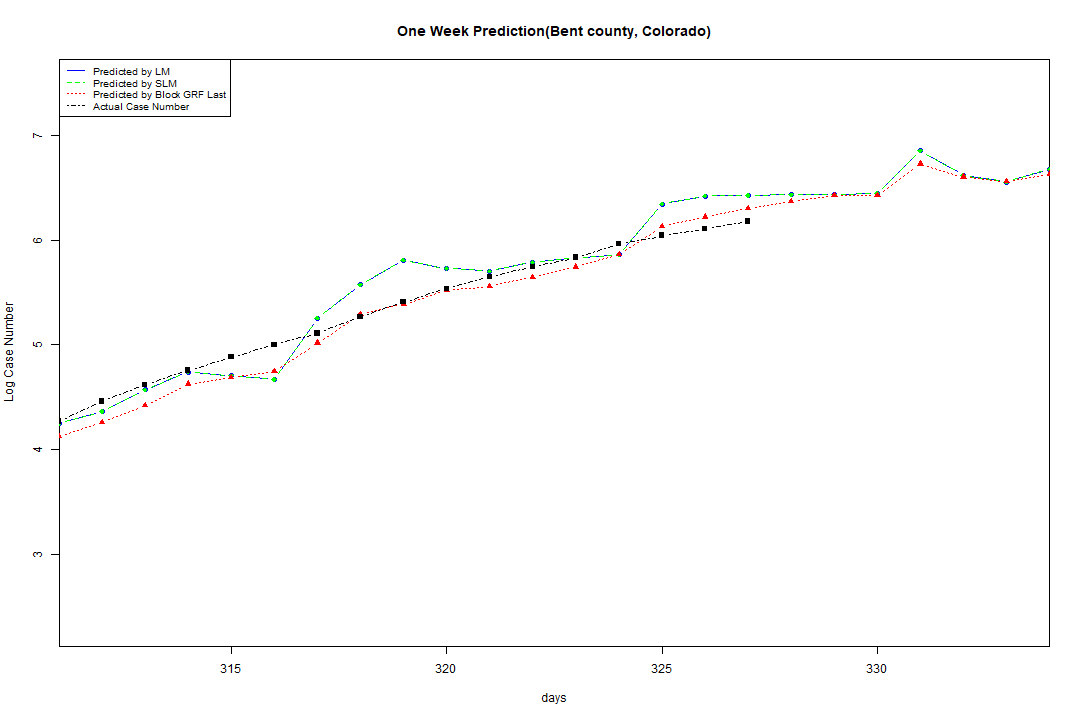 One Week Prediction(Bent county, Colorado)
Predicted by LM
Predicted by SLM
Predicted by Block GRF Last
Actual Case Number
7
6
5
4
3
Log Case Number
315 320 325 330
days